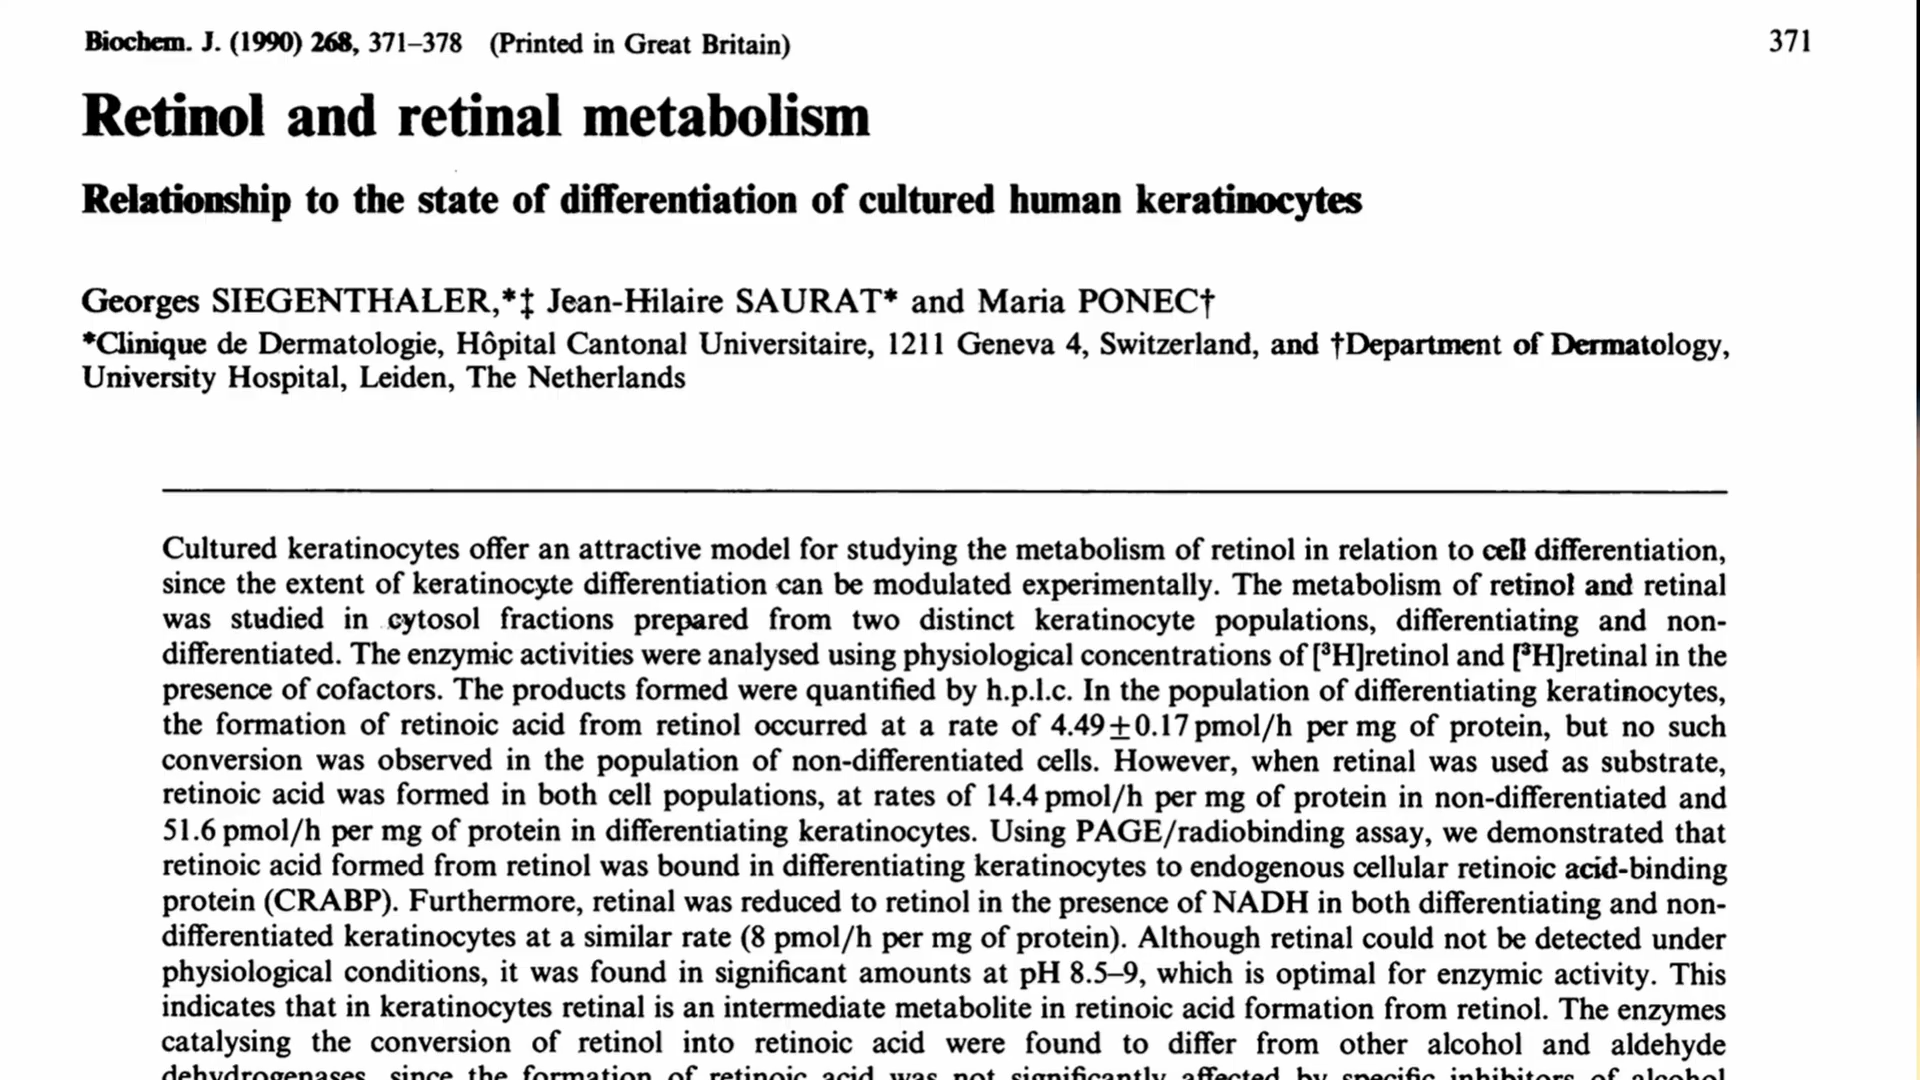 Biochem. J. (1990) 268, 371–378 (Printed in Great Britain)
371
Retinol and retinal metabolism
Relationship to the state of differentiation of cultured human keratinocytes
Georges SIEGENTHALER,*‡ Jean-Hilaire SAURAT* and Maria PONEC†
*Clinique de Dermatologie, Hôpital Cantonal Universitaire, 1211 Geneva 4, Switzerland, and †Department of Dermatology,
University Hospital, Leiden, The Netherlands
Cultured keratinocytes offer an attractive model for studying the metabolism of retinol in relation to cell differentiation,
since the extent of keratinocyte differentiation can be modulated experimentally. The metabolism of retinol and retinal
was studied in cytosol fractions prepared from two distinct keratinocyte populations, differentiating and non-
differentiated. The enzymic activities were analysed using physiological concentrations of [³H]retinol and [³H]retinal in the
presence of cofactors. The products formed were quantified by h.p.l.c. In the population of differentiating keratinocytes,
the formation of retinoic acid from retinol occurred at a rate of 4.49±0.17 pmol/h per mg of protein, but no such
conversion was observed in the population of non-differentiated cells. However, when retinal was used as substrate,
retinoic acid was formed in both cell populations, at rates of 14.4 pmol/h per mg of protein in non-differentiated and
51.6 pmol/h per mg of protein in differentiating keratinocytes. Using PAGE/radiobinding assay, we demonstrated that
retinoic acid formed from retinol was bound in differentiating keratinocytes to endogenous cellular retinoic acid-binding
protein (CRABP). Furthermore, retinal was reduced to retinol in the presence of NADH in both differentiating and non-
differentiated keratinocytes at a similar rate (8 pmol/h per mg of protein). Although retinal could not be detected under
physiological conditions, it was found in significant amounts at pH 8.5–9, which is optimal for enzymic activity. This
indicates that in keratinocytes retinal is an intermediate metabolite in retinoic acid formation from retinol. The enzymes
catalysing the conversion of retinol into retinoic acid were found to differ from other alcohol and aldehyde
dehydrogenases, since the formation of retinoic acid was not significantly affected by specific inhibitors of alcohol